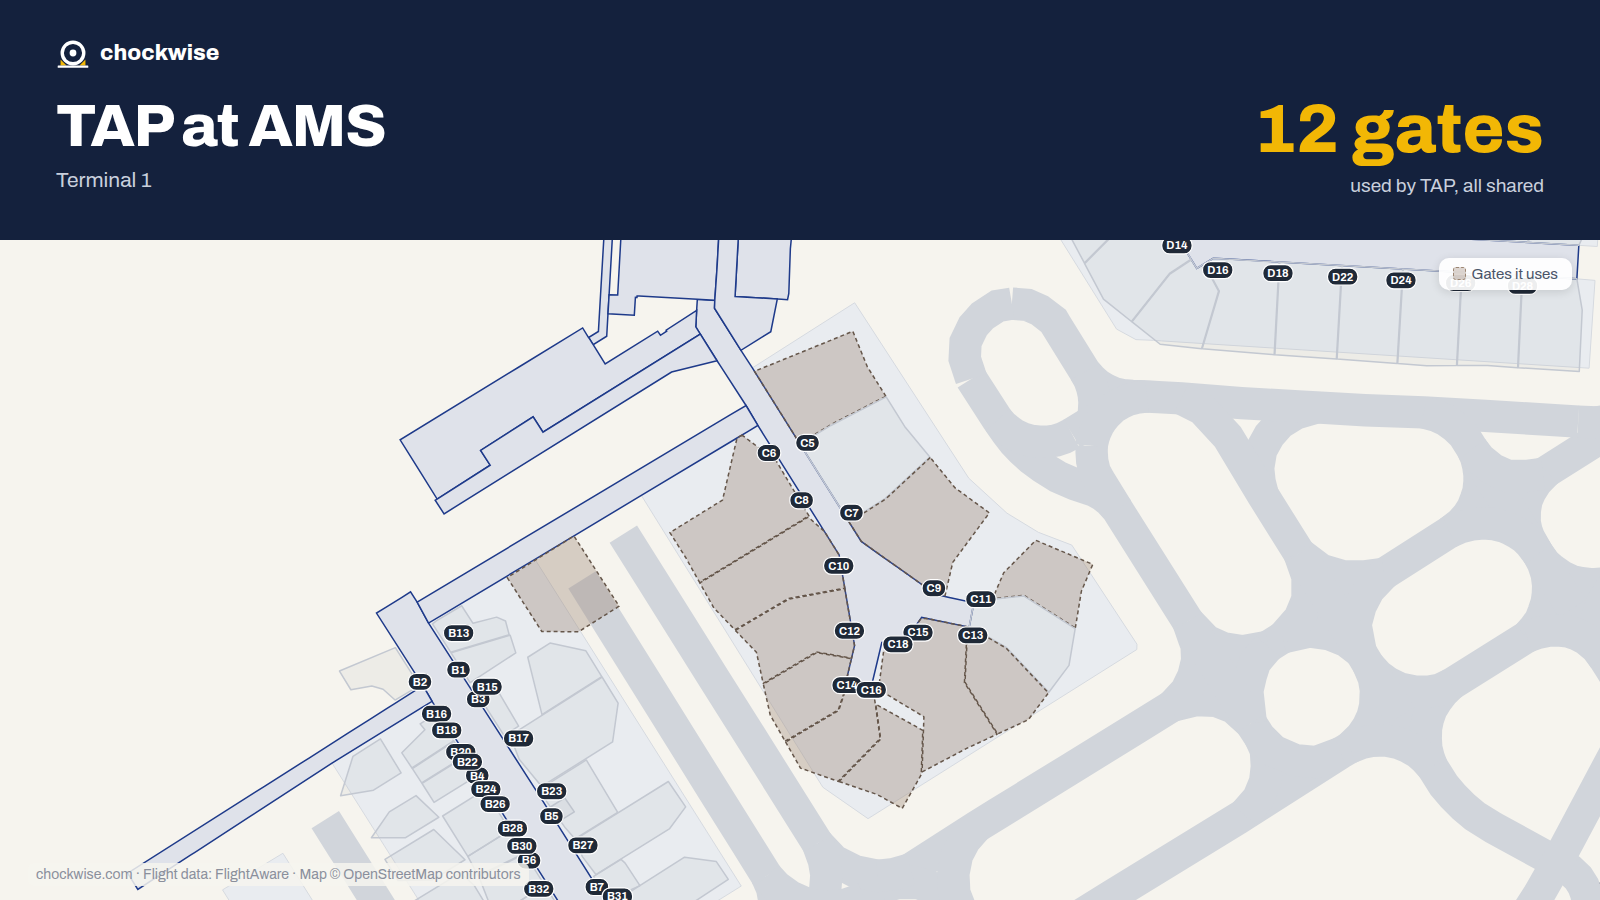 chockwise
TAP at AMS
Terminal 1
12 gates
used by TAP, all shared
Gates it uses
D14
D16
D18
D22
D24
C5
C6
C8
C7
C10
C9
C11
C12
C15
C13
C18
C14
C16
B13
B1
B2
B15
B3
B16
B18
B17
B20
B22
B4
B24
B23
B26
B5
B28
B30
B27
B6
B32
B7
B31
chockwise.com · Flight data: FlightAware · Map © OpenStreetMap contributors